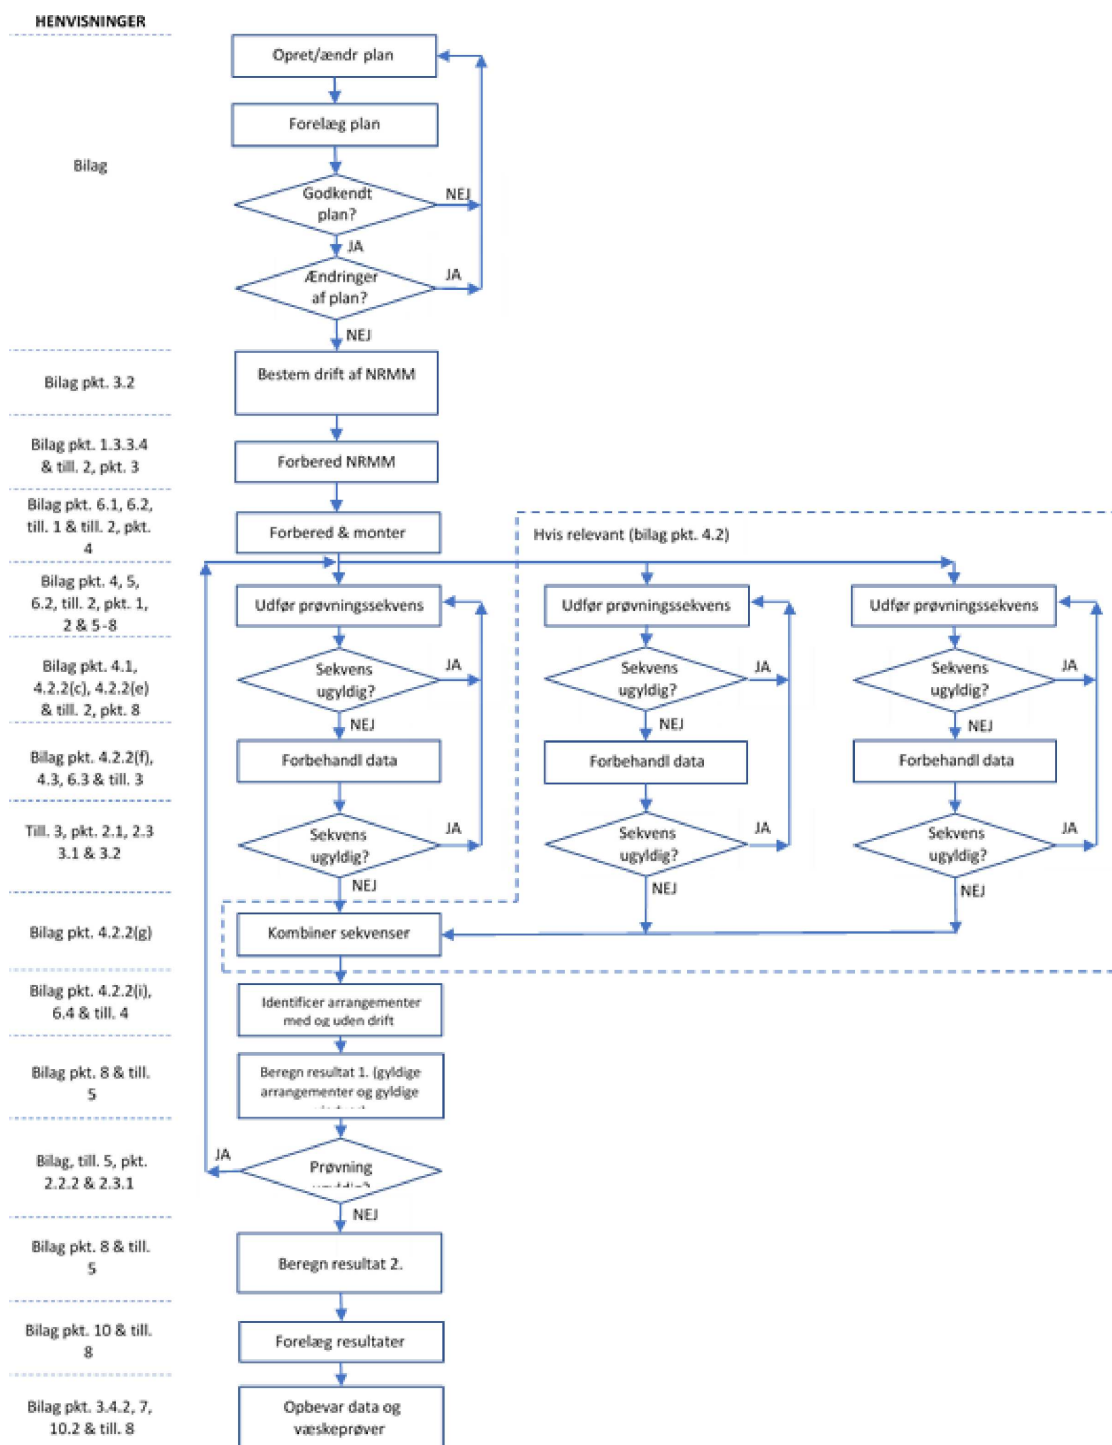 HENVISNINGER
Opret/ændr plan
Forelæg plan
Bilag
Godkendt
plan?
NEJ
JA
Ændringer
af plan?
JA
NEJ
Bilag pkt. 3.2
Bestem drift af NRMM
Bilag pkt. 1.3.3.4
& till. 2, pkt. 3
Forbered NRMM
Bilag pkt. 6.1, 6.2,
till. 1 & till. 2, pkt.
4
Forbered & monter
Hvis relevant (bilag pkt. 4.2)
Bilag pkt. 4, 5,
6.2, till. 2, pkt. 1,
2 & 5-8
Udfør prøvningssekvens
Udfør prøvningssekvens
Udfør prøvningssekvens
Bilag pkt. 4.1,
4.2.2(c), 4.2.2(e)
& till. 2, pkt. 8
Sekvens
ugyldig?
JA
NEJ
Sekvens
ugyldig?
JA
NEJ
Sekvens
ugyldig?
JA
NEJ
Bilag pkt. 4.2.2(f),
4.3, 6.3 & till. 3
Forbehandl data
Forbehandl data
Forbehandl data
Till. 3, pkt. 2.1, 2.3
3.1 & 3.2
Sekvens
ugyldig?
JA
NEJ
Sekvens
ugyldig?
JA
NEJ
Sekvens
ugyldig?
JA
NEJ
Bilag pkt. 4.2.2(g)
Kombiner sekvenser
Bilag pkt. 4.2.2(i),
6.4 & till. 4
Identificer arrangementer
med og uden drift
Bilag pkt. 8 & till.
5
Beregn resultat 1. (gyldige
arrangementer og gyldige
Bilag, till. 5, pkt.
2.2.2 & 2.3.1
JA
Prøvning
NEJ
Bilag pkt. 8 & till.
5
Beregn resultat 2.
Bilag pkt. 10 & till.
8
Forelæg resultater
Bilag pkt. 3.4.2, 7,
10.2 & till. 8
Opbevar data og
væskeprøver